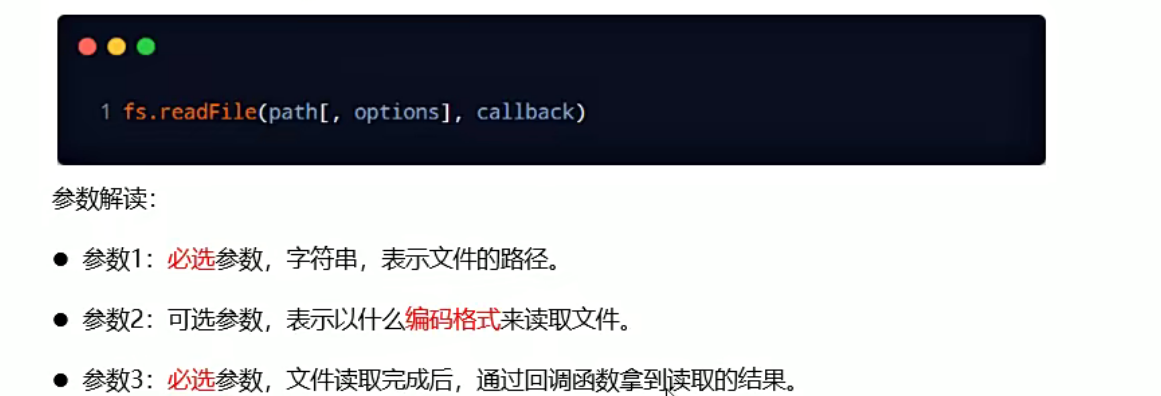 1 fs.readFile(path[, options], callback)
参数解读：
● 参数1：必选参数，字符串，表示文件的路径。
● 参数2：可选参数，表示以什么编码格式来读取文件。
● 参数3：必选参数，文件读取完成后，通过回调函数拿到读取的结果。